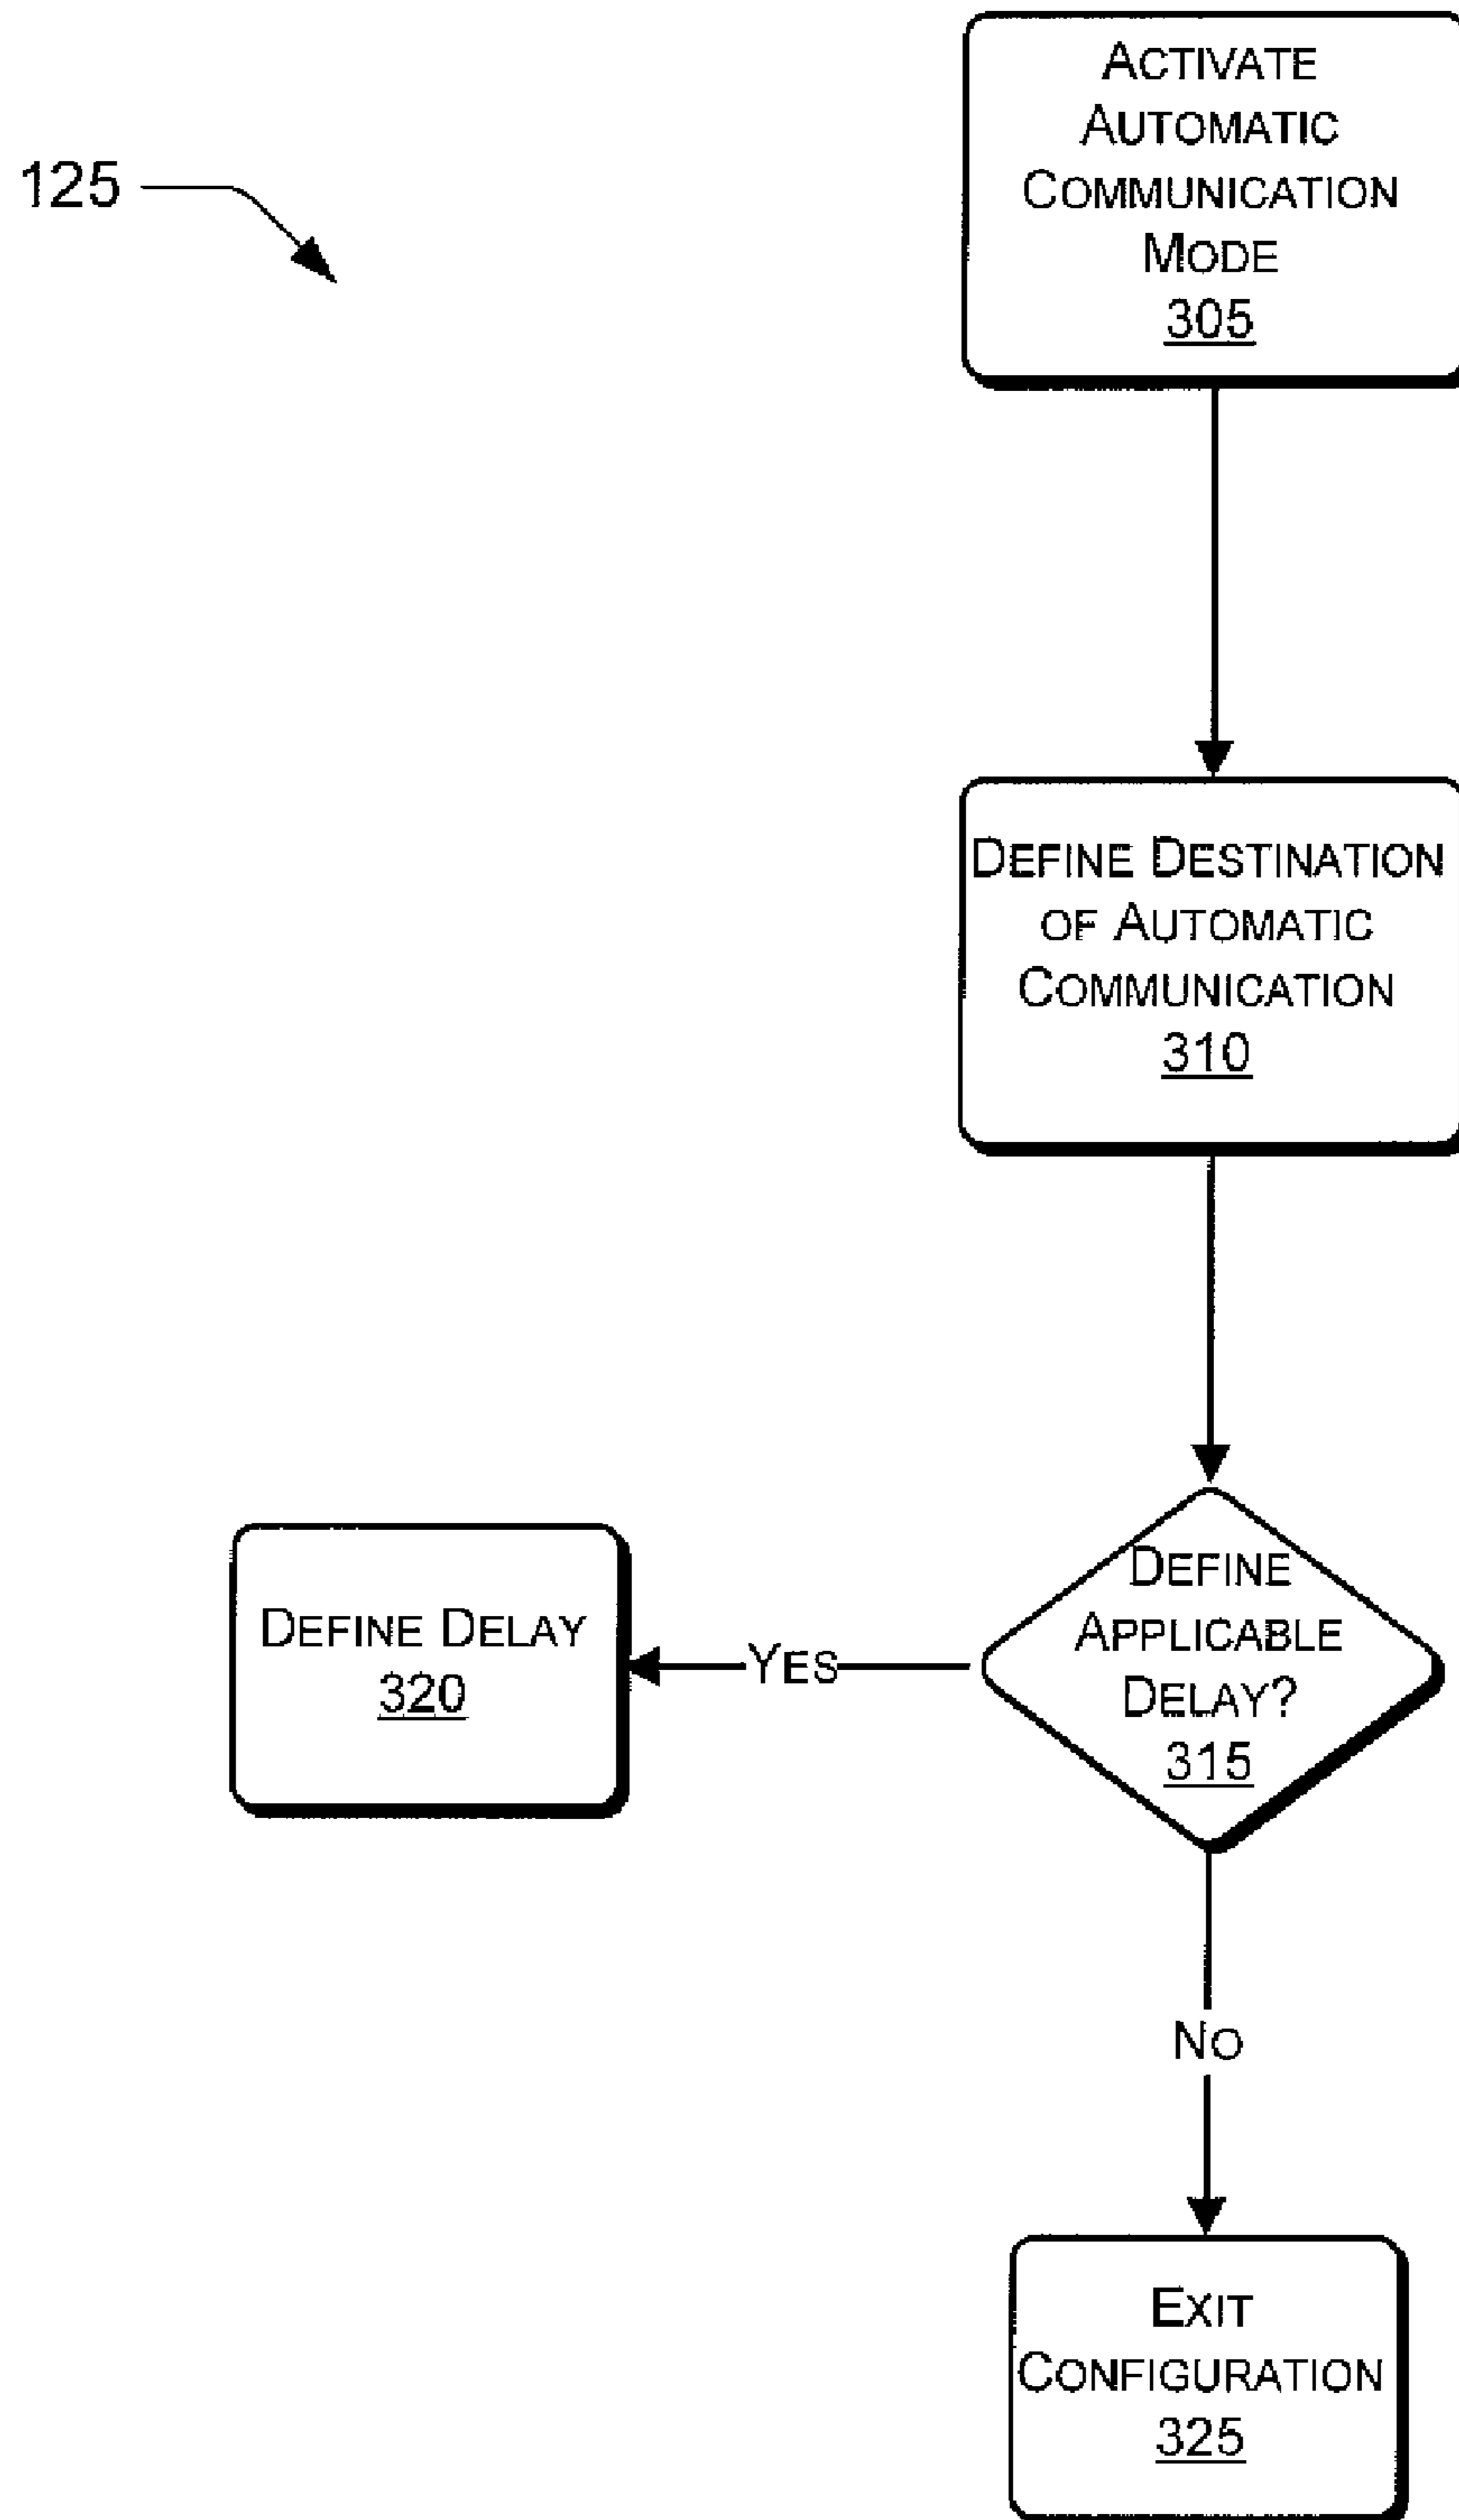 125
ACTIVATE
AUTOMATIC
COMMUNICATION
MODE
305
DEFINE DESTINATION
OF AUTOMATIC
COMMUNICATION
310
DEFINE
APPLICABLE
DELAY?
315
YES
DEFINE DELAY
320
NO
EXIT
CONFIGURATION
325